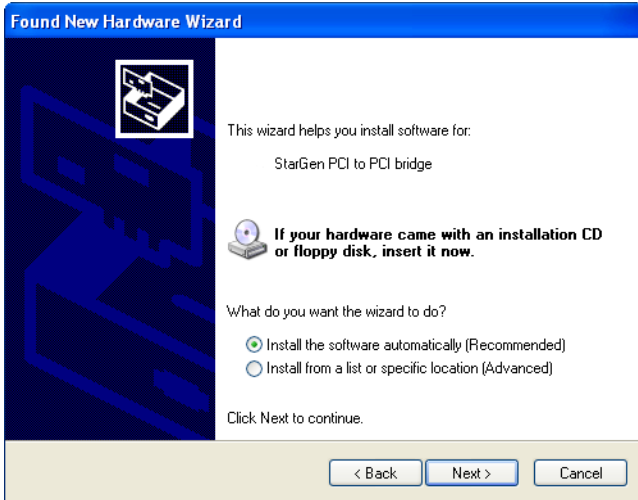 Found New Hardware Wizard
This wizard helps you install software for:
StarGen PCI to PCI bridge
If your hardware came with an installation CD
or floppy disk, insert it now.
What do you want the wizard to do?
Install the software automatically (Recommended)
Install from a list or specific location (Advanced)
Click Next to continue.
< Back Next > Cancel